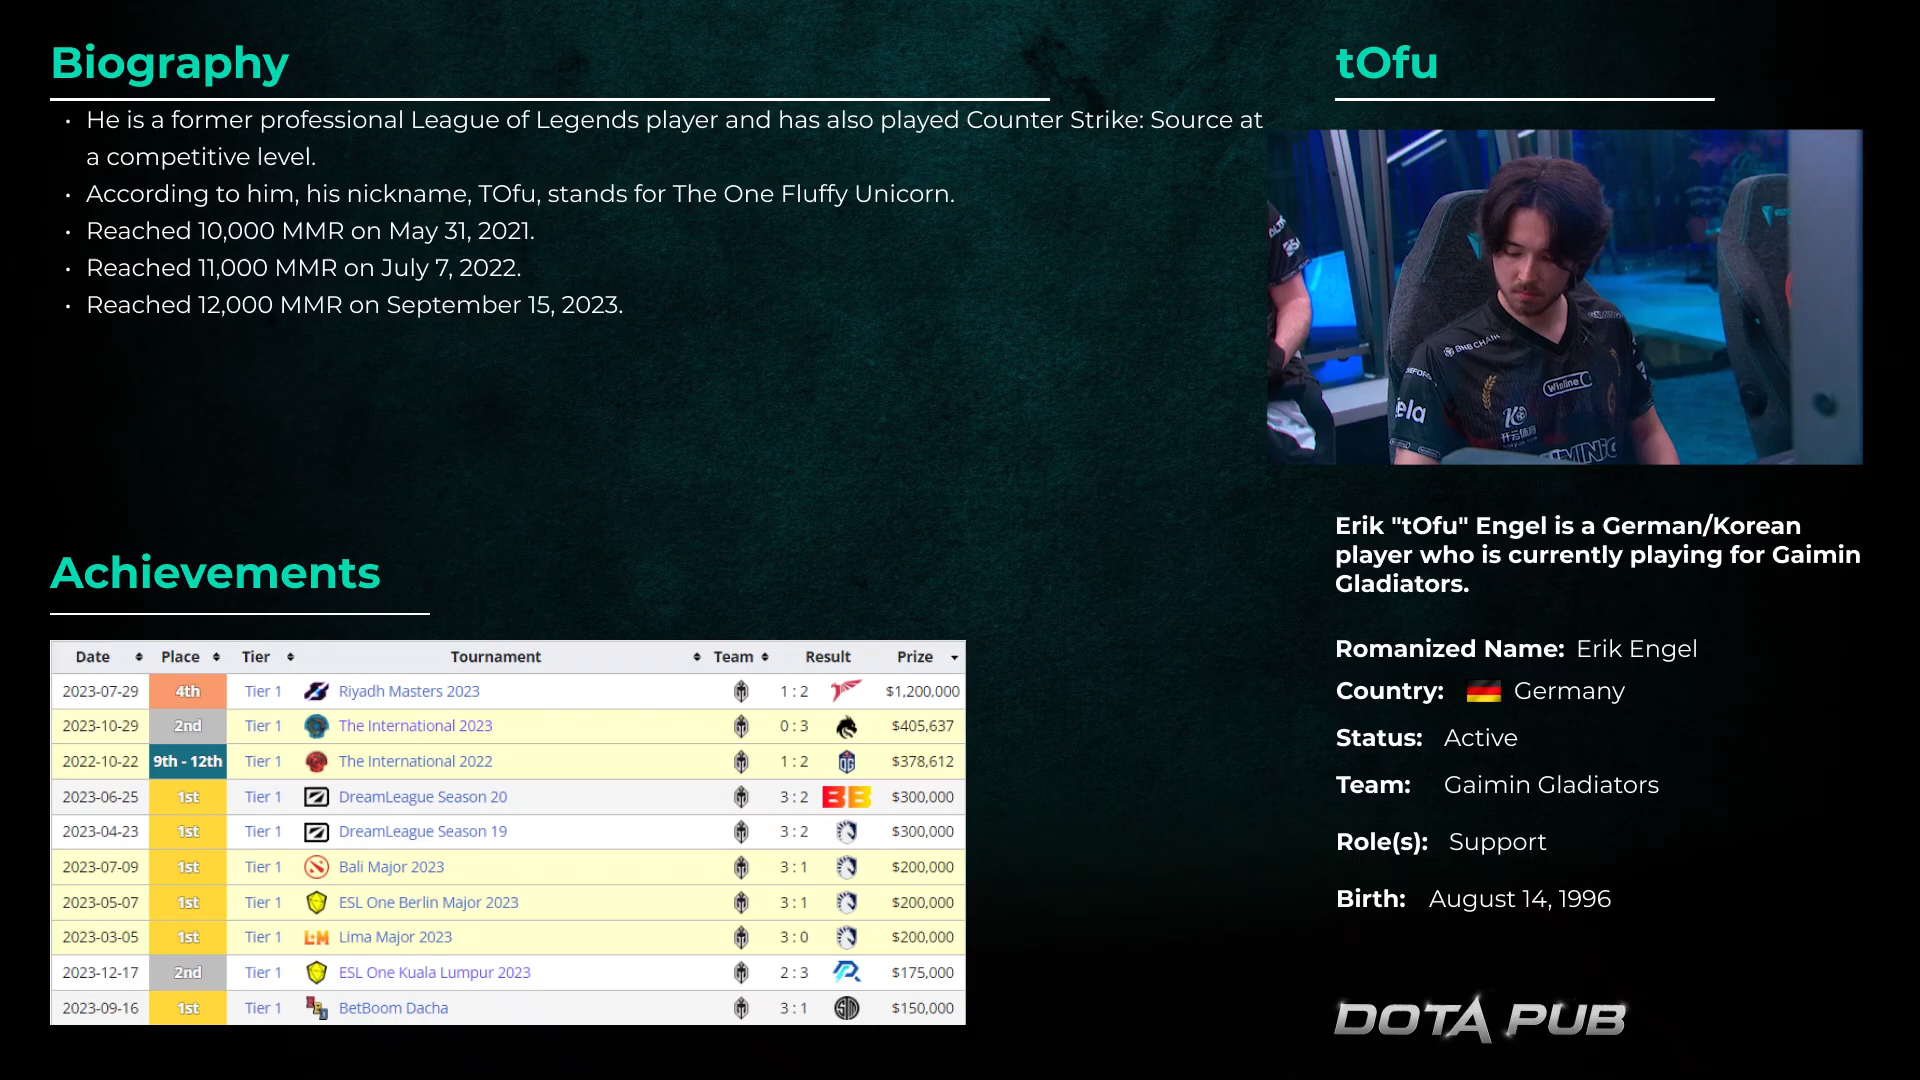 Biography
• He is a former professional League of Legends player and has also played Counter Strike: Source at
a competitive level.
• According to him, his nickname, TOfu, stands for The One Fluffy Unicorn.
• Reached 10,000 MMR on May 31, 2021.
• Reached 11,000 MMR on July 7, 2022.
• Reached 12,000 MMR on September 15, 2023.
Achievements
Date Place Tier Tournament Team Result Prize
2023-07-29 4th Tier 1 Riyadh Masters 2023 1 : 2 $1,200,000
2023-10-29 2nd Tier 1 The International 2023 0 : 3 $405,637
2022-10-22 9th - 12th Tier 1 The International 2022 1 : 2 OG $378,612
2023-06-25 1st Tier 1 DreamLeague Season 20 3 : 2 BB $300,000
2023-04-23 1st Tier 1 DreamLeague Season 19 3 : 2 $300,000
2023-07-09 1st Tier 1 Bali Major 2023 3 : 1 $200,000
2023-05-07 1st Tier 1 ESL One Berlin Major 2023 3 : 1 $200,000
2023-03-05 1st Tier 1 Lima Major 2023 3 : 0 $200,000
2023-12-17 2nd Tier 1 ESL One Kuala Lumpur 2023 2 : 3 $175,000
2023-09-16 1st Tier 1 BetBoom Dacha 3 : 1 $150,000
tOfu
BNB CHAIN
Winline
开云体育
Erik "tOfu" Engel is a German/Korean
player who is currently playing for Gaimin
Gladiators.
Romanized Name: Erik Engel
Country: Germany
Status: Active
Team: Gaimin Gladiators
Role(s): Support
Birth: August 14, 1996
DOTA PUB